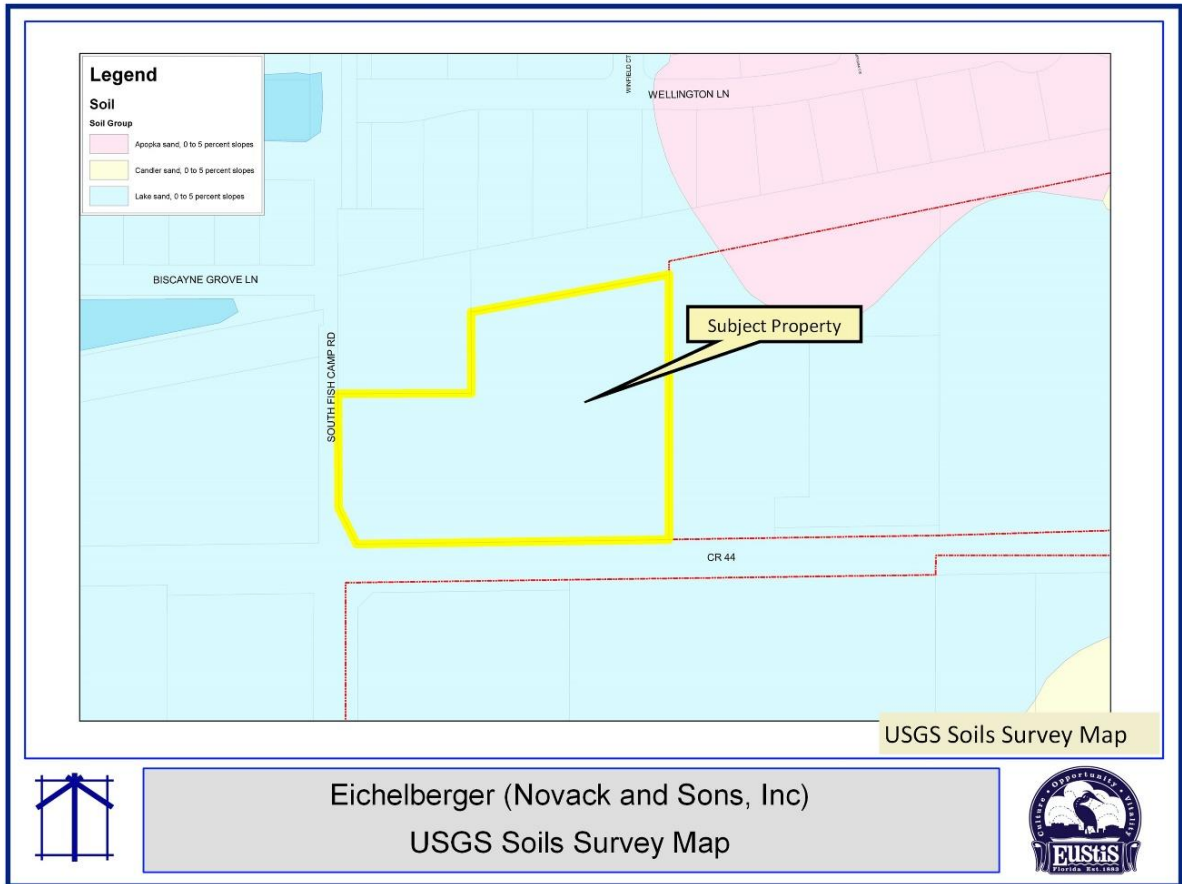 Legend
Soil
Soil Group
Apopka sand, 0 to 5 percent slopes
Candler sand, 0 to 5 percent slopes
Lake sand, 0 to 5 percent slopes
WINFIELD CT
WELLINGTON LN
BISCAYNE GROVE LN
SOUTH FISH CAMP RD
Subject Property
CR 44
USGS Soils Survey Map
Eichelberger (Novack and Sons, Inc)
USGS Soils Survey Map
Culture • Opportunity • Vitality
EUSTIS
Florida Est. 1883